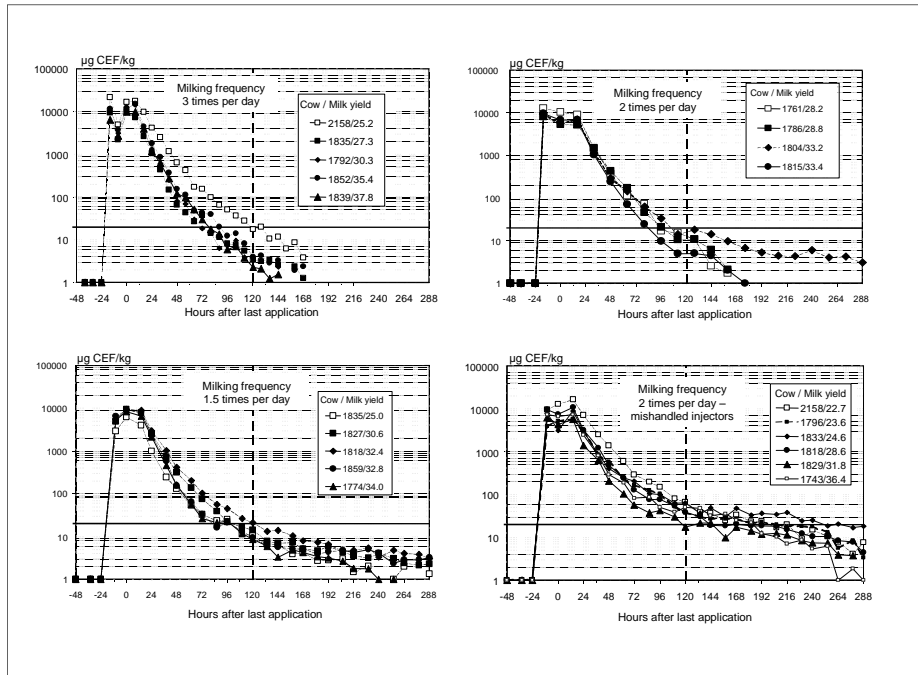 µg CEF/kg
100000
10000
1000
100
10
1
Milking frequency
3 times per day
Cow / Milk yield
2158/25.2
1835/27.3
1792/30.3
1852/35.4
1839/37.8
-48 -24 0 24 48 72 96 120 144 168 192 216 240 264 288
Hours after last application
µg CEF/kg
100000
10000
1000
100
10
1
Milking frequency
2 times per day
Cow / Milk yield
1761/28.2
1786/28.8
1804/33.2
1815/33.4
-48 -24 0 24 48 72 96 120 144 168 192 216 240 264 288
Hours after last application
µg CEF/kg
100000
10000
1000
100
10
1
Milking frequency
1.5 times per day
Cow / Milk yield
1835/25.0
1827/30.6
1818/32.4
1859/32.8
1774/34.0
-48 -24 0 24 48 72 96 120 144 168 192 216 240 264 288
Hours after last application
µg CEF/kg
100000
10000
1000
100
10
1
Milking frequency
2 times per day –
mishandled injectors
Cow / Milk yield
2158/22.7
1796/23.6
1833/24.6
1818/28.6
1829/31.8
1743/36.4
-48 -24 0 24 48 72 96 120 144 168 192 216 240 264 288
Hours after last application